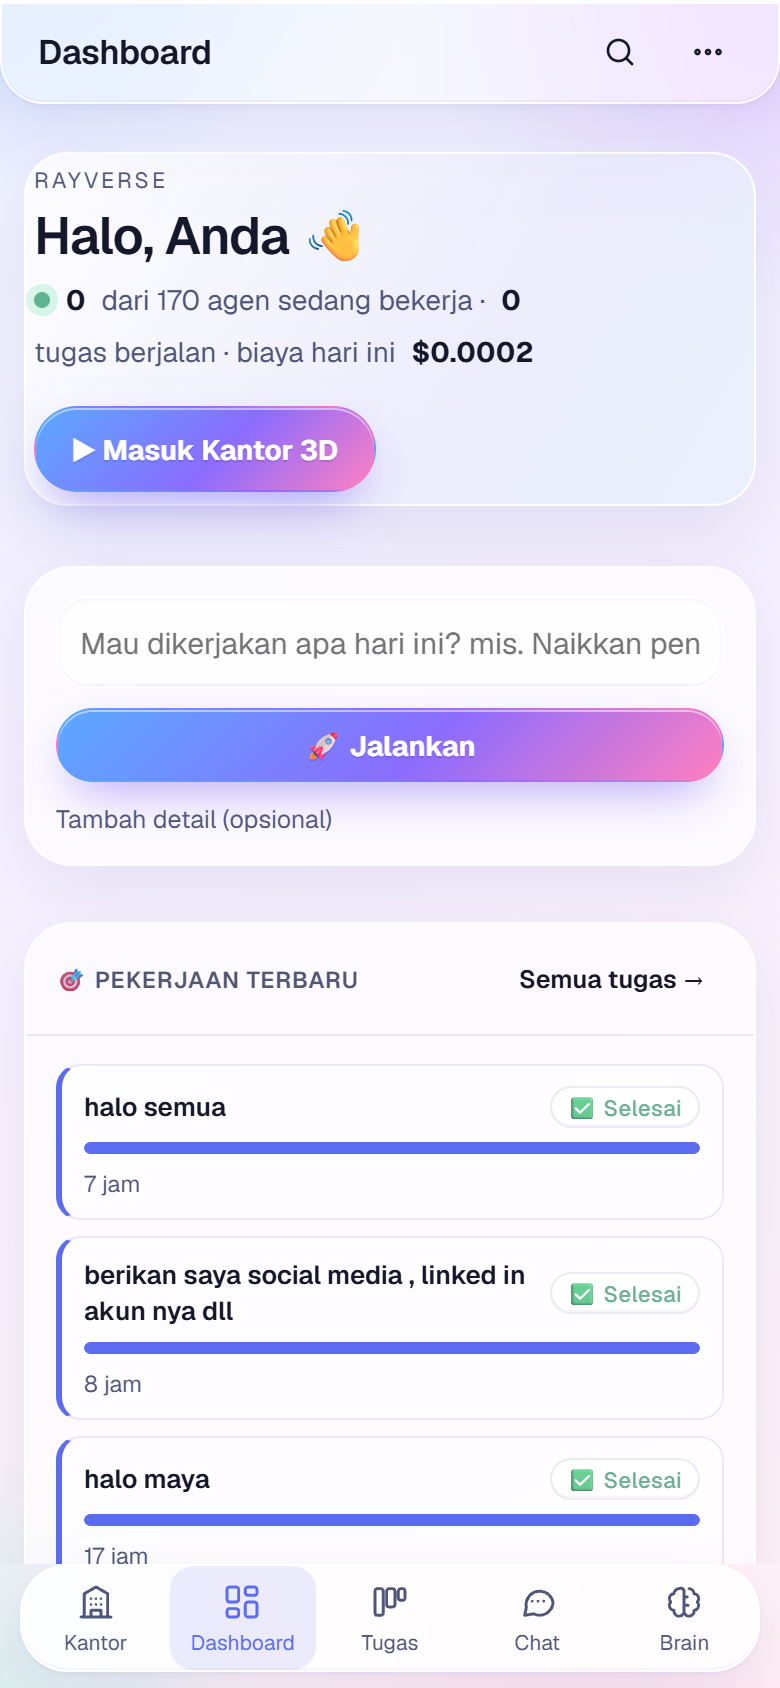 Dashboard
RAYVERSE
Halo, Anda 👋
0 dari 170 agen sedang bekerja · 0
tugas berjalan · biaya hari ini $0.0002
▶ Masuk Kantor 3D
Mau dikerjakan apa hari ini? mis. Naikkan pen
🚀 Jalankan
Tambah detail (opsional)
🎯 PEKERJAAN TERBARU
Semua tugas →
halo semua
✅ Selesai
7 jam
berikan saya social media , linked in
akun nya dll
✅ Selesai
8 jam
halo maya
✅ Selesai
17 jam
Kantor
Dashboard
Tugas
Chat
Brain